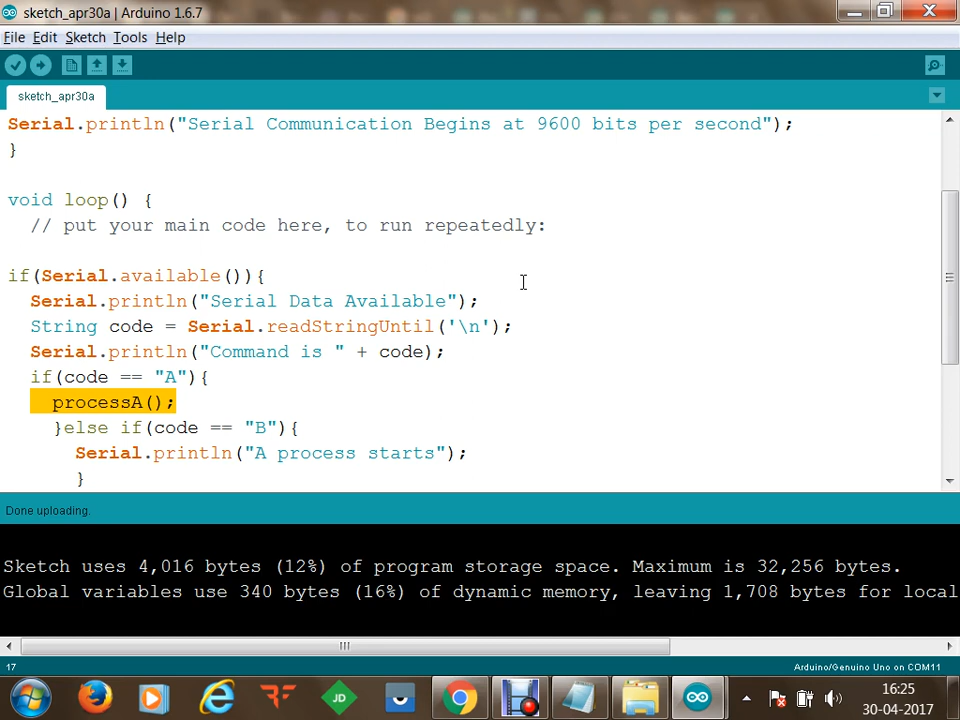 sketch_apr30a | Arduino 1.6.7
File Edit Sketch Tools Help
sketch_apr30a
Serial.println("Serial Communication Begins at 9600 bits per second");
}
void loop() {
// put your main code here, to run repeatedly:
if(Serial.available()){
Serial.println("Serial Data Available");
String code = Serial.readStringUntil('\n');
Serial.println("Command is " + code);
if(code == "A"){
processA();
}else if(code == "B"){
Serial.println("A process starts");
}
Done uploading.
Sketch uses 4,016 bytes (12%) of program storage space. Maximum is 32,256 bytes.
Global variables use 340 bytes (16%) of dynamic memory, leaving 1,708 bytes for local
17
Arduino/Genuino Uno on COM11
JD
16:25
30-04-2017